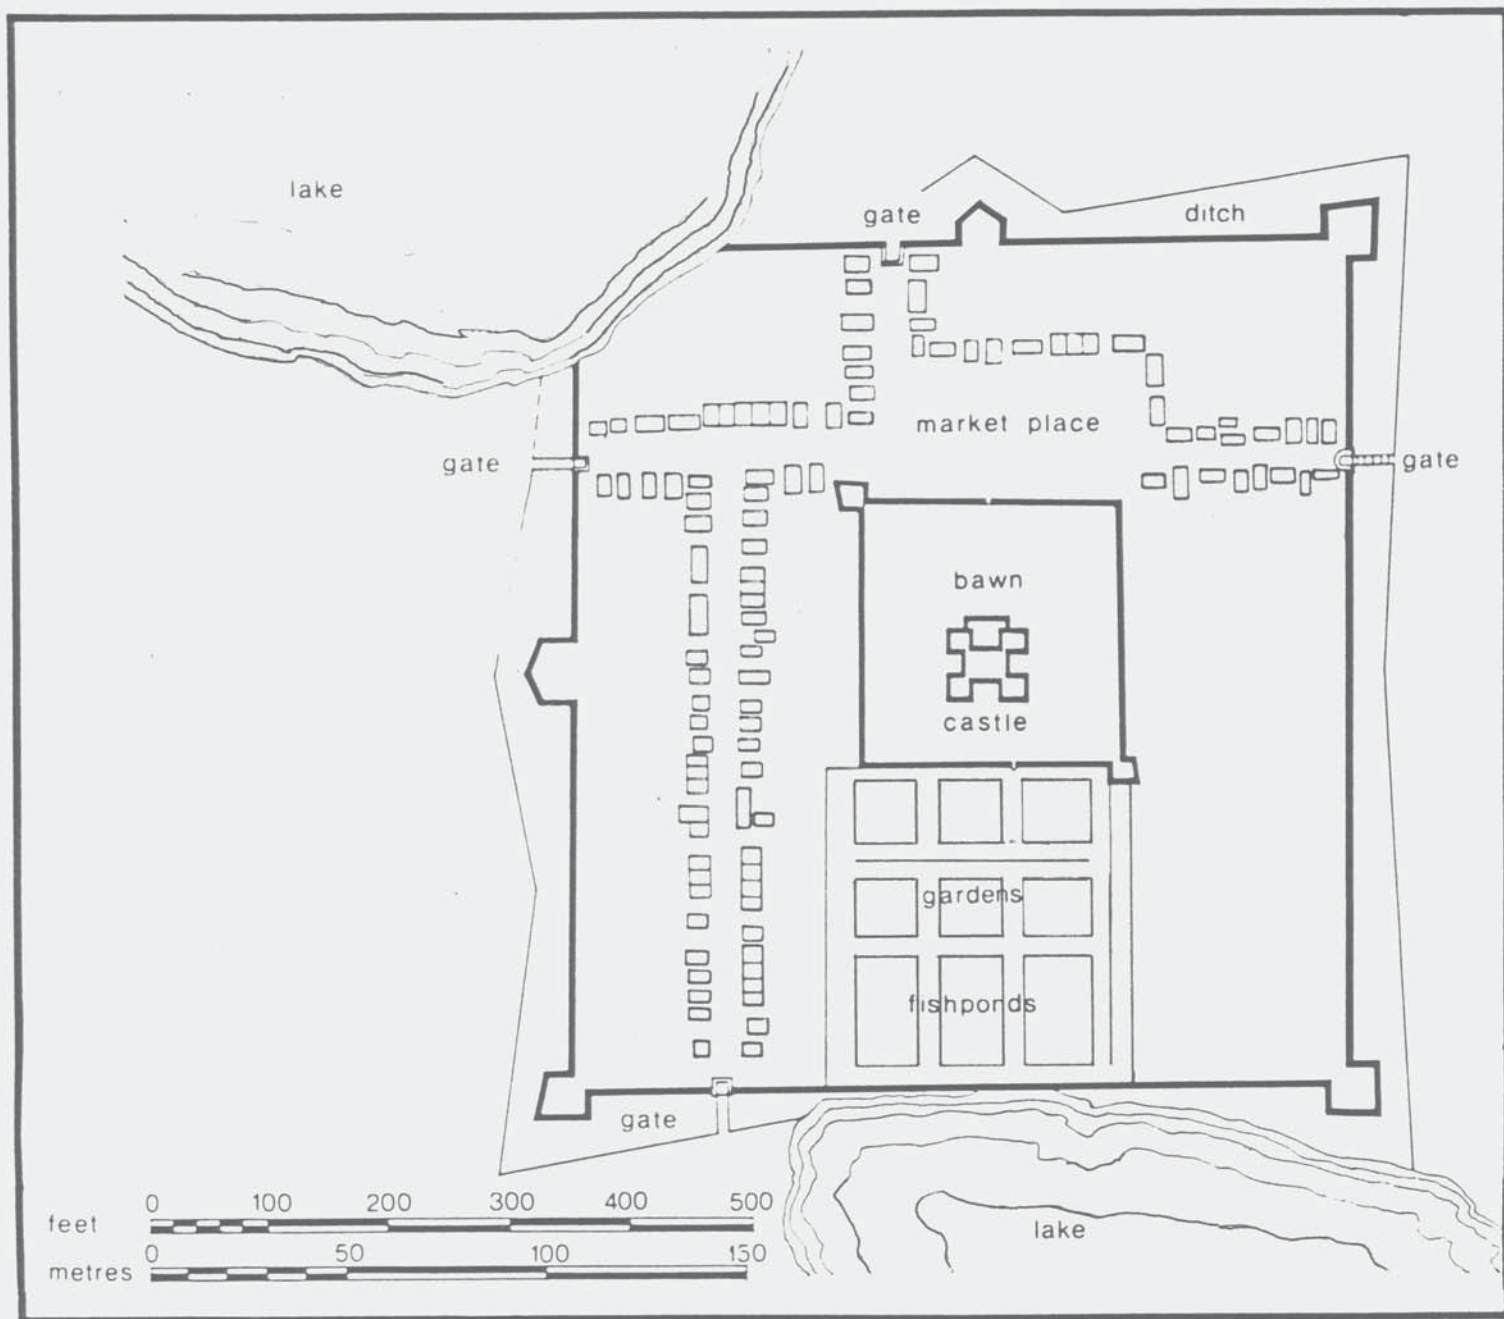 lake
gate
ditch
market place
gate
gate
bawn
castle
gardens
fishponds
gate
0 100 200 300 400 500
feet
lake
0 50 100 150
metres